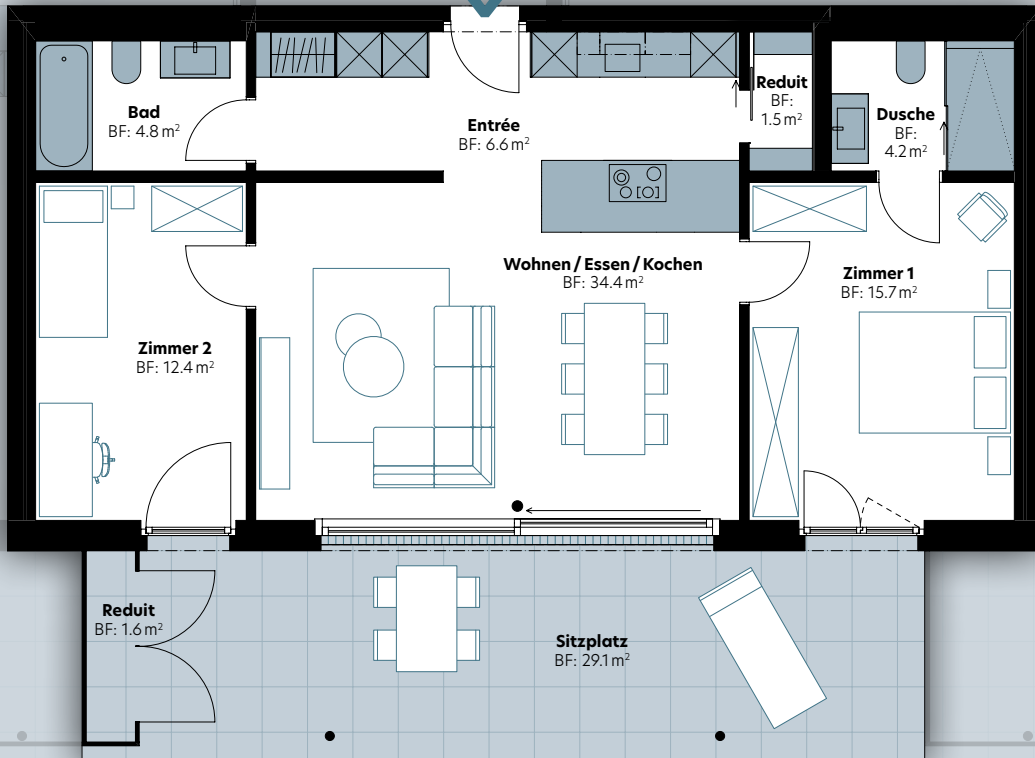 Bad
BF: 4.8 m²
Entrée
BF: 6.6 m²
Reduit
BF:
1.5 m²
Dusche
BF:
4.2 m²
Wohnen / Essen / Kochen
BF: 34.4 m²
Zimmer 1
BF: 15.7 m²
Zimmer 2
BF: 12.4 m²
Reduit
BF: 1.6 m²
Sitzplatz
BF: 29.1 m²